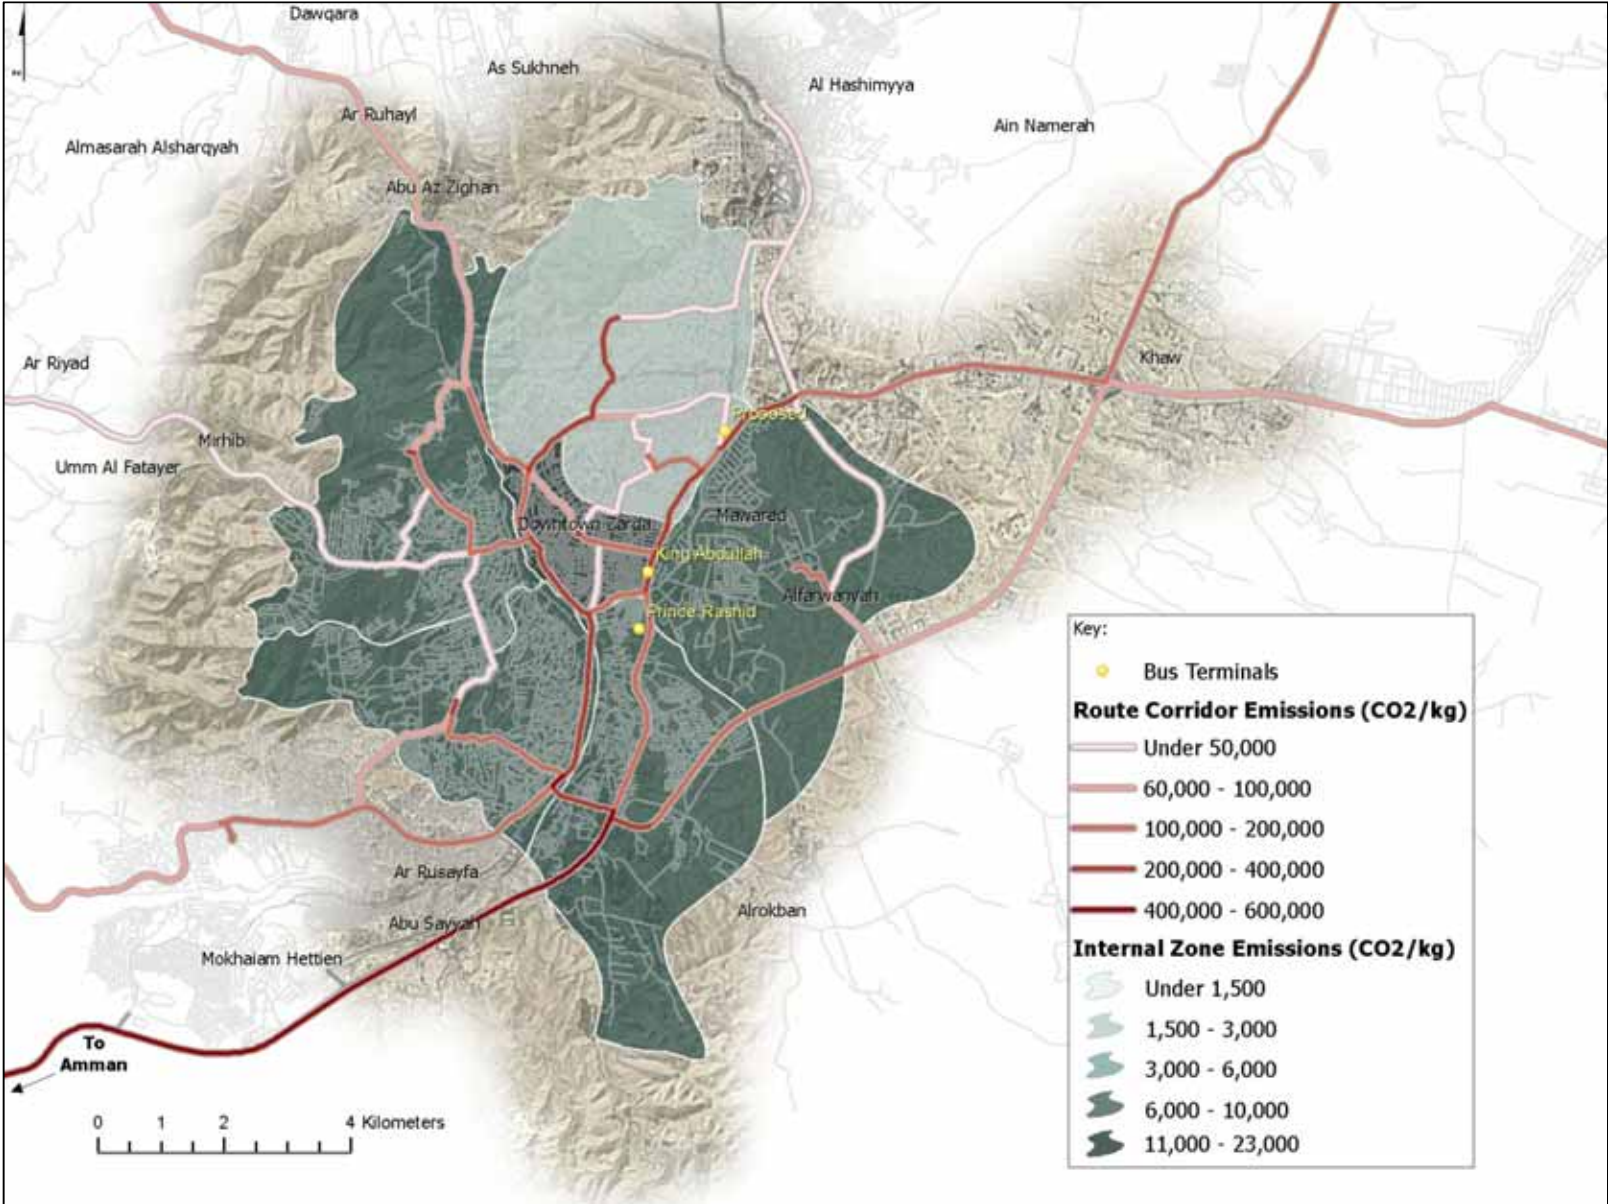 Dawqara
As Sukhneh
Al Hashimyya
Ar Ruhayl
Ain Namerah
Almasarah Alsharqyah
Abu Az Zighan
Ar Riyad
Khaw
Proposed
Mirhib
Umm Al Fatayer
Mawared
Downtown Zarqa
King Abdullah
Alfarwanyah
Prince Rashid
Ar Rusayfa
Abu Sayyah
Alrokban
Mokhaiam Hettien
To
Amman
0 1 2 4 Kilometers
Key:
Bus Terminals
Route Corridor Emissions (CO2/kg)
Under 50,000
60,000 - 100,000
100,000 - 200,000
200,000 - 400,000
400,000 - 600,000
Internal Zone Emissions (CO2/kg)
Under 1,500
1,500 - 3,000
3,000 - 6,000
6,000 - 10,000
11,000 - 23,000